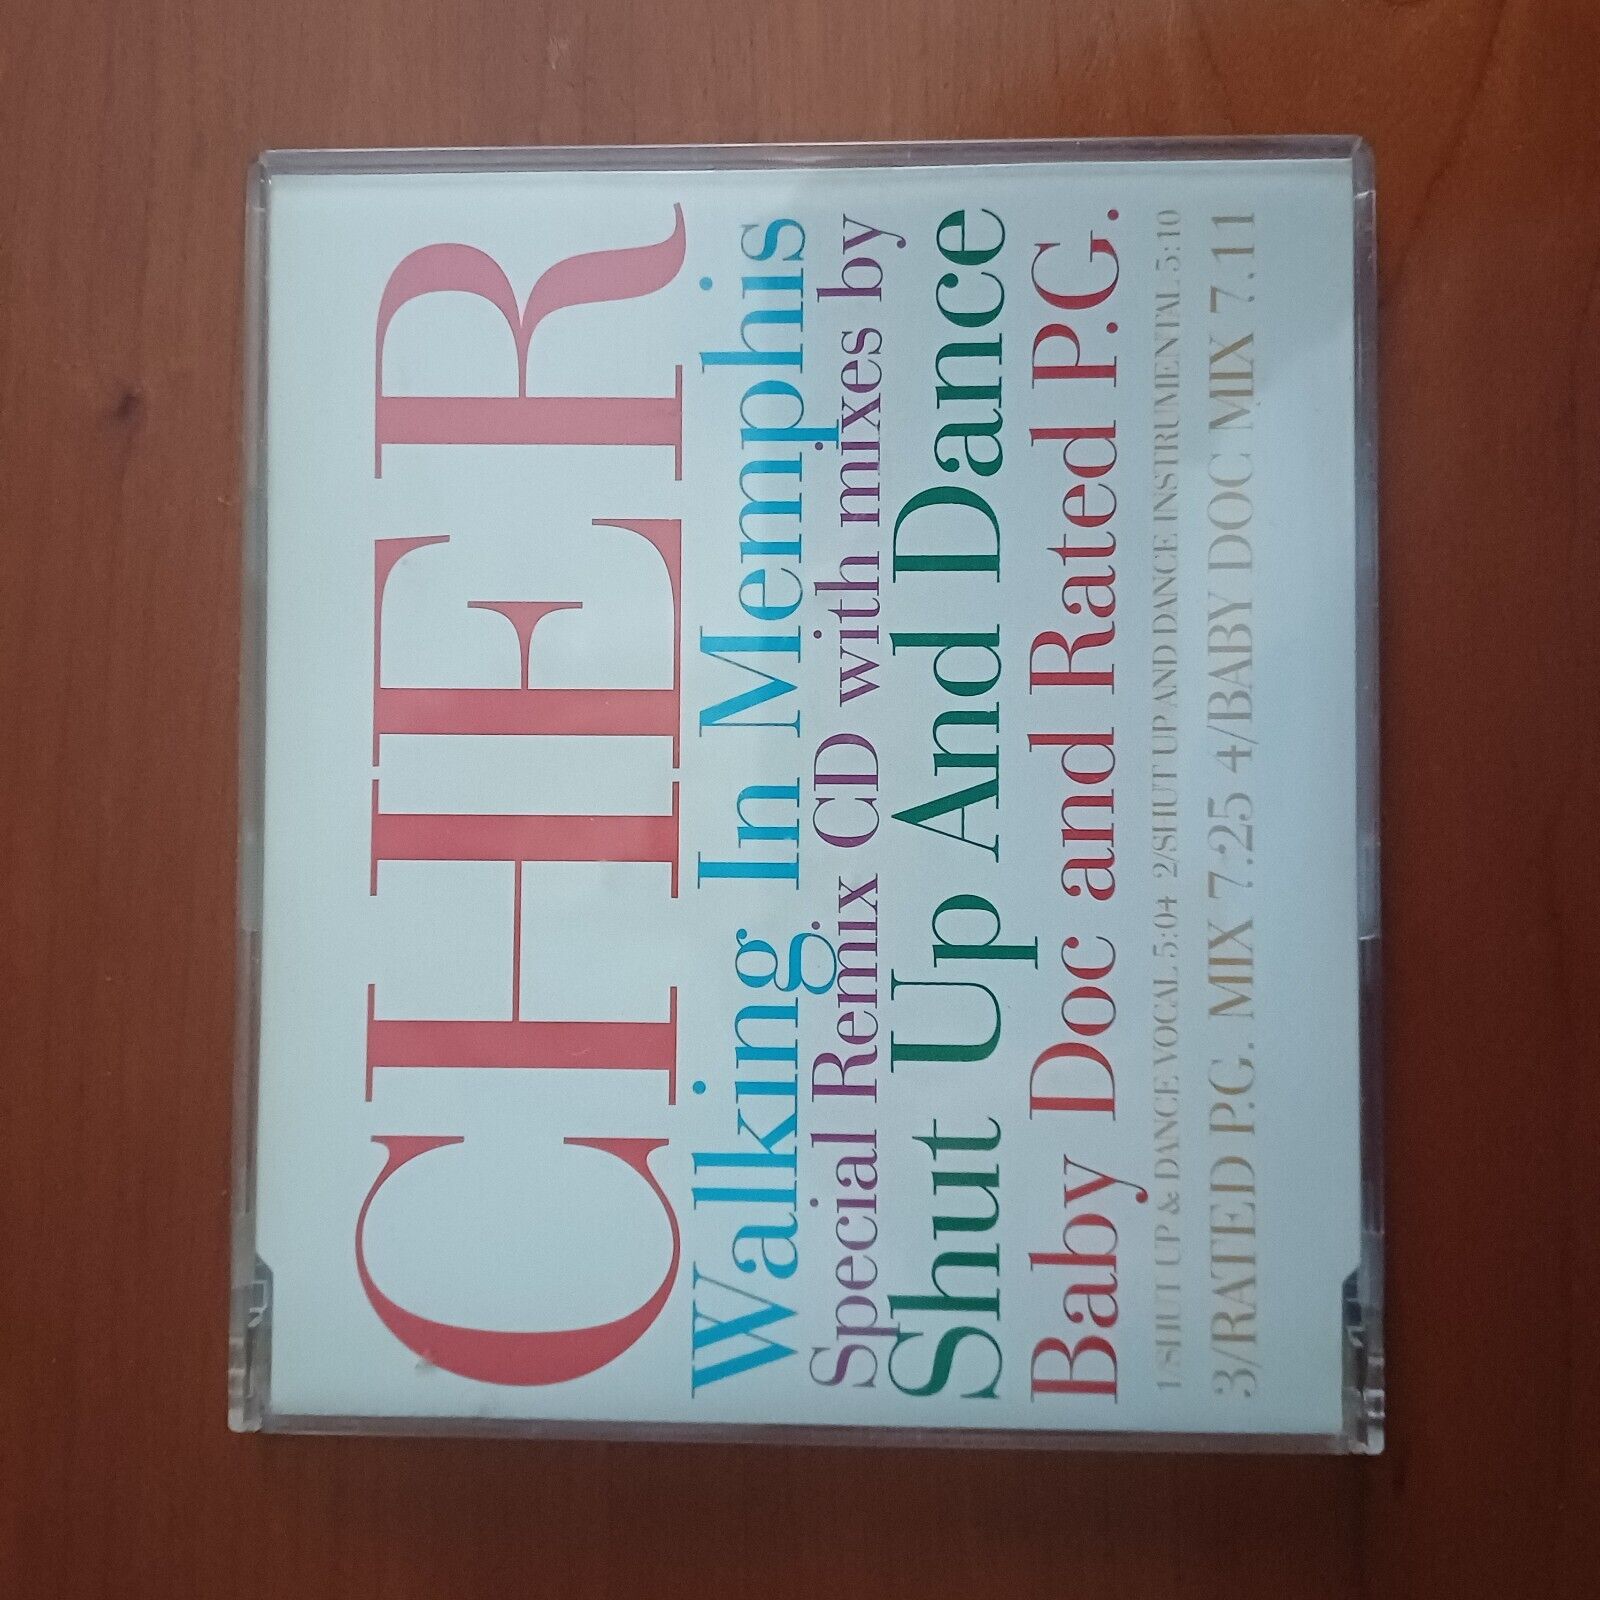 CHER
Walking In Memphis
Special Remix CD with mixes by
Shut Up And Dance
Baby Doc and Rated P.G.
1/SHUT UP & DANCE VOCAL 5:04 2/SHUT UP AND DANCE INSTRUMENTAL 5:10
3/RATED P.G. MIX 7.25 4/BABY DOC MIX 7.11